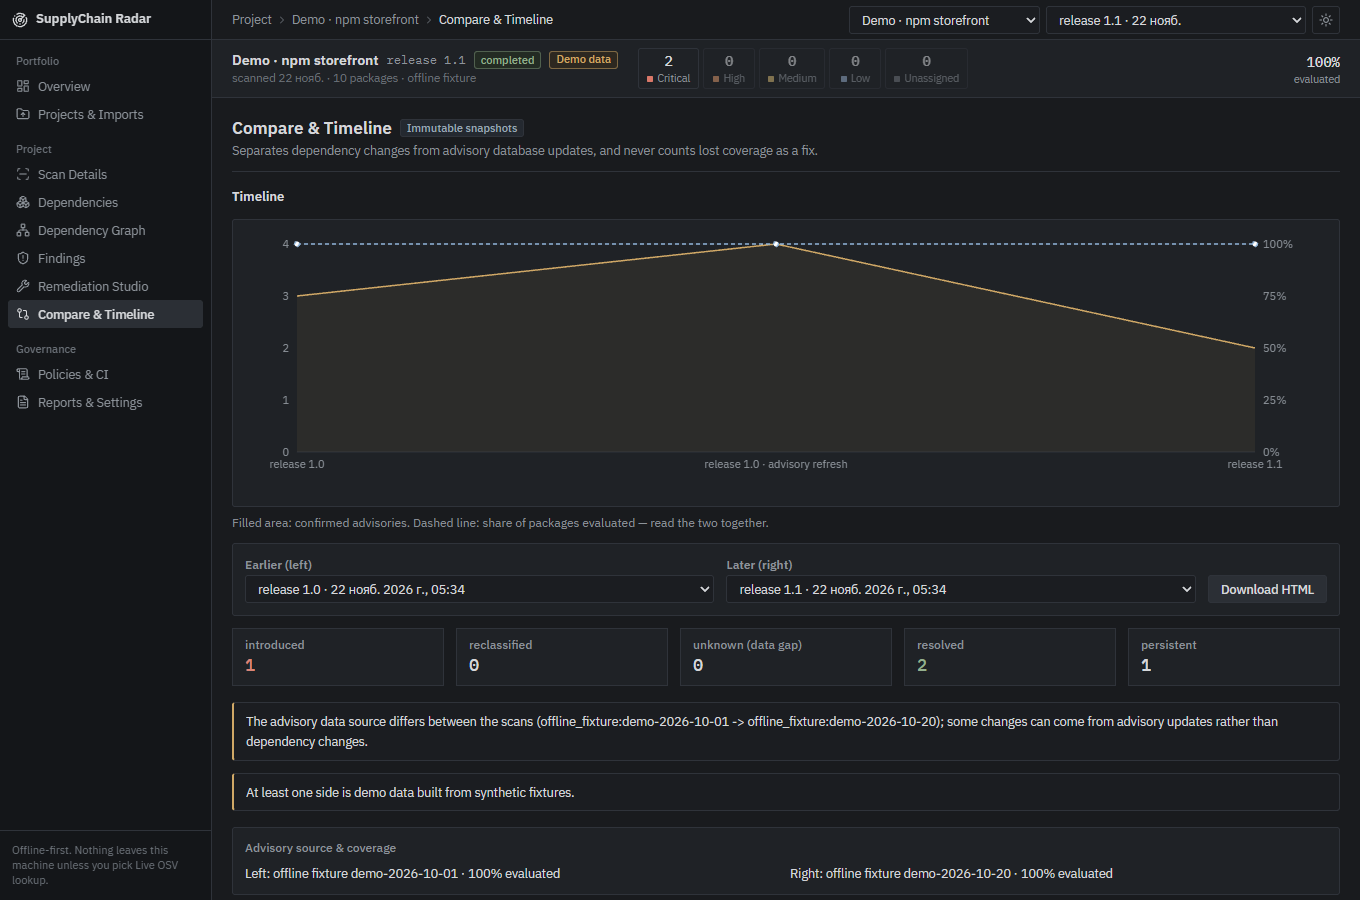 SupplyChain Radar
Project › Demo · npm storefront › Compare & Timeline
Demo · npm storefront
release 1.1 · 22 нояб.
Portfolio
Overview
Projects & Imports
Project
Scan Details
Dependencies
Dependency Graph
Findings
Remediation Studio
Compare & Timeline
Governance
Policies & CI
Reports & Settings
Offline-first. Nothing leaves this
machine unless you pick Live OSV
lookup.
Demo · npm storefront release 1.1 completed Demo data
scanned 22 нояб. · 10 packages · offline fixture
2
Critical
0
High
0
Medium
0
Low
0
Unassigned
100%
evaluated
Compare & Timeline Immutable snapshots
Separates dependency changes from advisory database updates, and never counts lost coverage as a fix.
Timeline
4 100%
3 75%
2 50%
1 25%
0 0%
release 1.0 release 1.0 · advisory refresh release 1.1
Filled area: confirmed advisories. Dashed line: share of packages evaluated — read the two together.
Earlier (left)
release 1.0 · 22 нояб. 2026 г., 05:34
Later (right)
release 1.1 · 22 нояб. 2026 г., 05:34
Download HTML
introduced
1
reclassified
0
unknown (data gap)
0
resolved
2
persistent
1
The advisory data source differs between the scans (offline_fixture:demo-2026-10-01 -> offline_fixture:demo-2026-10-20); some changes can come from advisory updates rather than
dependency changes.
At least one side is demo data built from synthetic fixtures.
Advisory source & coverage
Left: offline fixture demo-2026-10-01 · 100% evaluated
Right: offline fixture demo-2026-10-20 · 100% evaluated